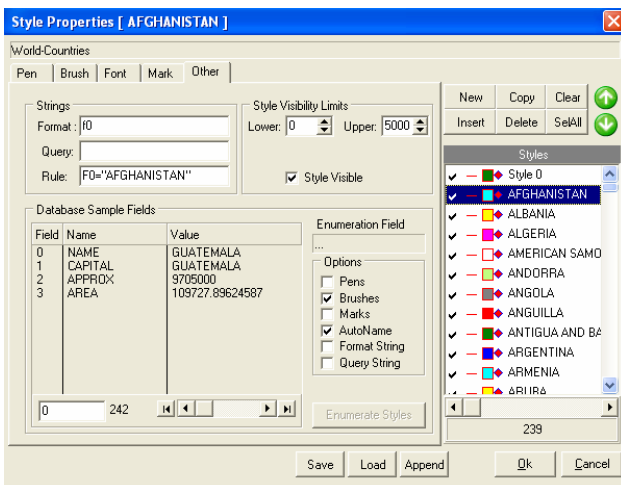 Style Properties [ AFGHANISTAN ]
World-Countries
Pen Brush Font Mark Other
Strings
Format : f0
Query:
Rule: F0="AFGHANISTAN"
Style Visibility Limits
Lower: 0 Upper: 5000
Style Visible
Database Sample Fields
Field Name Value
0 NAME GUATEMALA
1 CAPITAL GUATEMALA
2 APPROX 9705000
3 AREA 109727.89624587
0 242
Enumeration Field
...
Options
Pens
Brushes
Marks
AutoName
Format String
Query String
Enumerate Styles
New Copy Clear
Insert Delete SelAll
Styles
Style 0
AFGHANISTAN
ALBANIA
ALGERIA
AMERICAN SAMO
ANDORRA
ANGOLA
ANGUILLA
ANTIGUA AND BA
ARGENTINA
ARMENIA
ARUBA
239
Save Load Append Ok Cancel